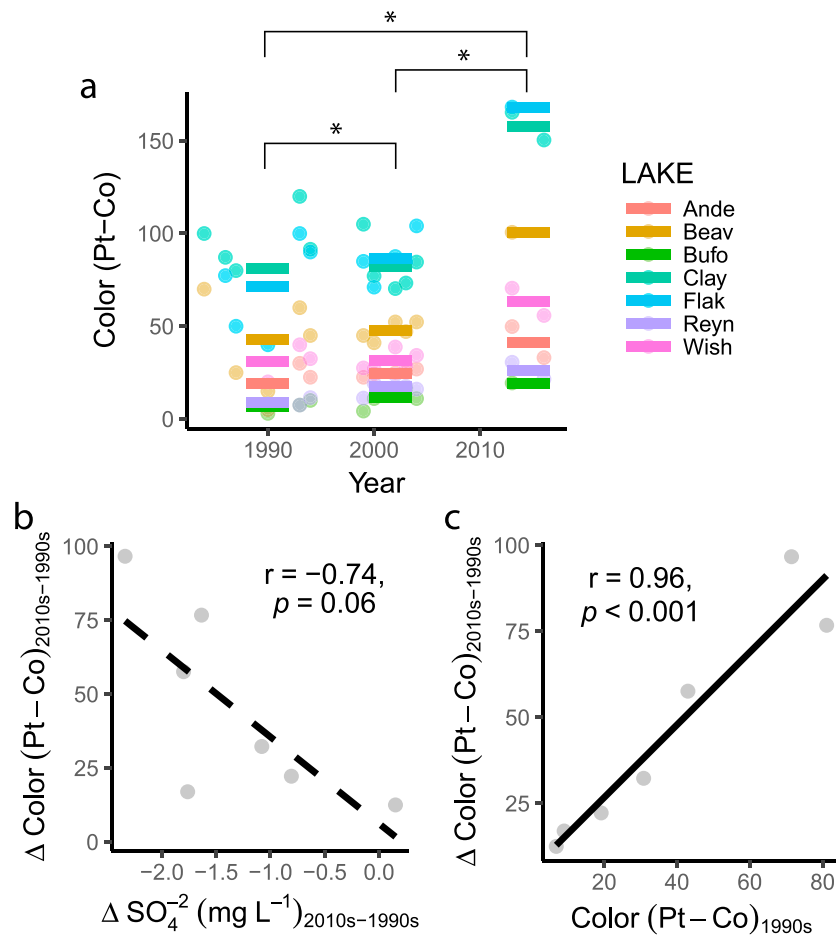 *
*
a
*
Color (Pt−Co)
150
100
50
0
1990
2000
2010
Year
LAKE
Ande
Beav
Bufo
Clay
Flak
Reyn
Wish
b
Δ Color (Pt−Co)2010s−1990s
100
75
50
25
0
r = −0.74,
p = 0.06
−2.0
−1.5
−1.0
−0.5
0.0
Δ SO4−2 (mg L−1)2010s−1990s
c
Δ Color (Pt−Co)2010s−1990s
100
75
50
25
r = 0.96,
p < 0.001
20
40
60
80
Color (Pt−Co)1990s